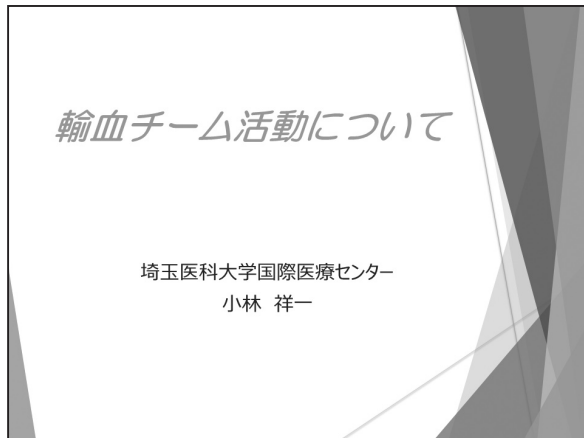 輸血チーム活動について
埼玉医科大学国際医療センター
小林 祥一